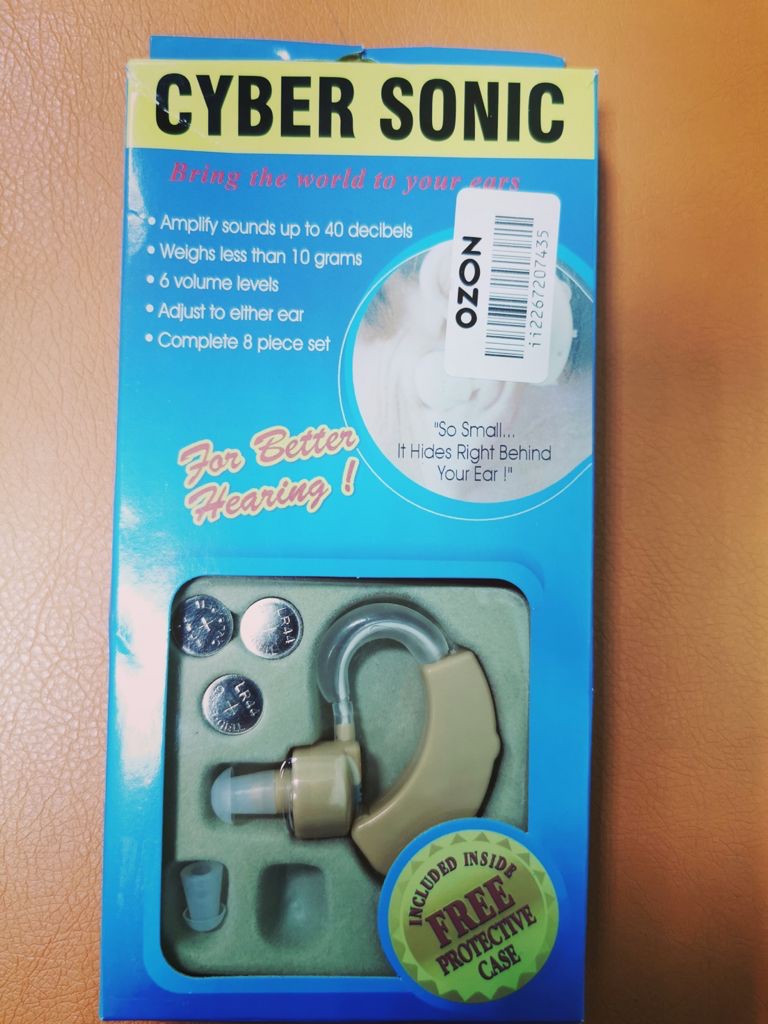 CYBER SONIC
Bring the world to your ears
• Amplify sounds up to 40 decibels
• Weighs less than 10 grams
• 6 volume levels
• Adjust to either ear
• Complete 8 piece set
OZON
ii2267207435
"So Small...
It Hides Right Behind
Your Ear !"
For Better
Hearing !
LR44
LR44
INCLUDED INSIDE
FREE
PROTECTIVE
CASE